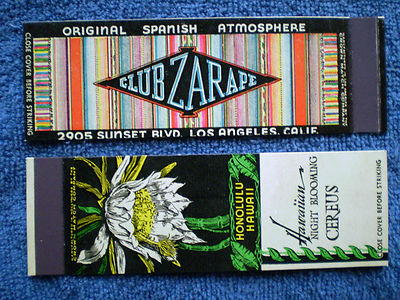 ORIGINAL SPANISH ATMOSPHERE
CLUB ZARAPE
2905 SUNSET BLVD. LOS ANGELES, CALIF.
CLOSE COVER BEFORE STRIKING
HONOLULU
HAWAII
Hawaiian
NIGHT BLOOMING
CEREUS
CLOSE COVER BEFORE STRIKING